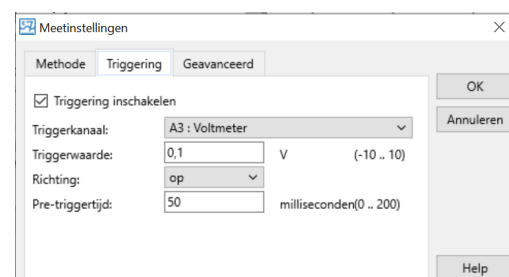 Meetinstellingen
Methode Triggering Geavanceerd
OK
Triggering inschakelen
Annuleren
Triggerkanaal: A3 : Voltmeter
Triggerwaarde: 0,1 V (-10 .. 10)
Richting: op
Pre-triggertijd: 50 milliseconden(0 .. 200)
Help